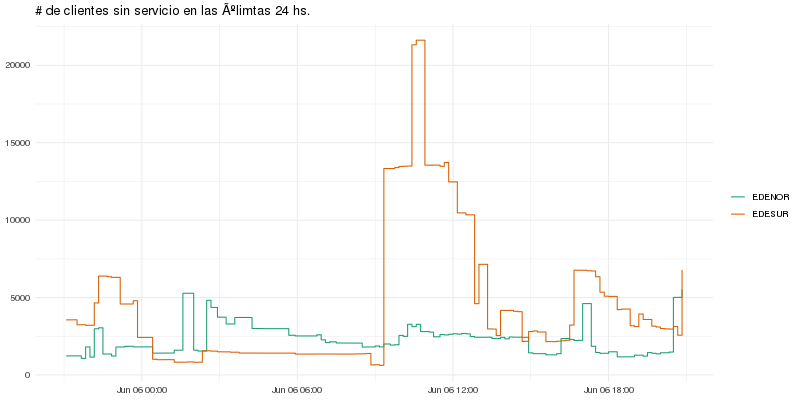 # de clientes sin servicio en las Ãºlimtas 24 hs.
20000
15000
10000
5000
0
Jun 06 00:00
Jun 06 06:00
Jun 06 12:00
Jun 06 18:00
EDENOR
EDESUR